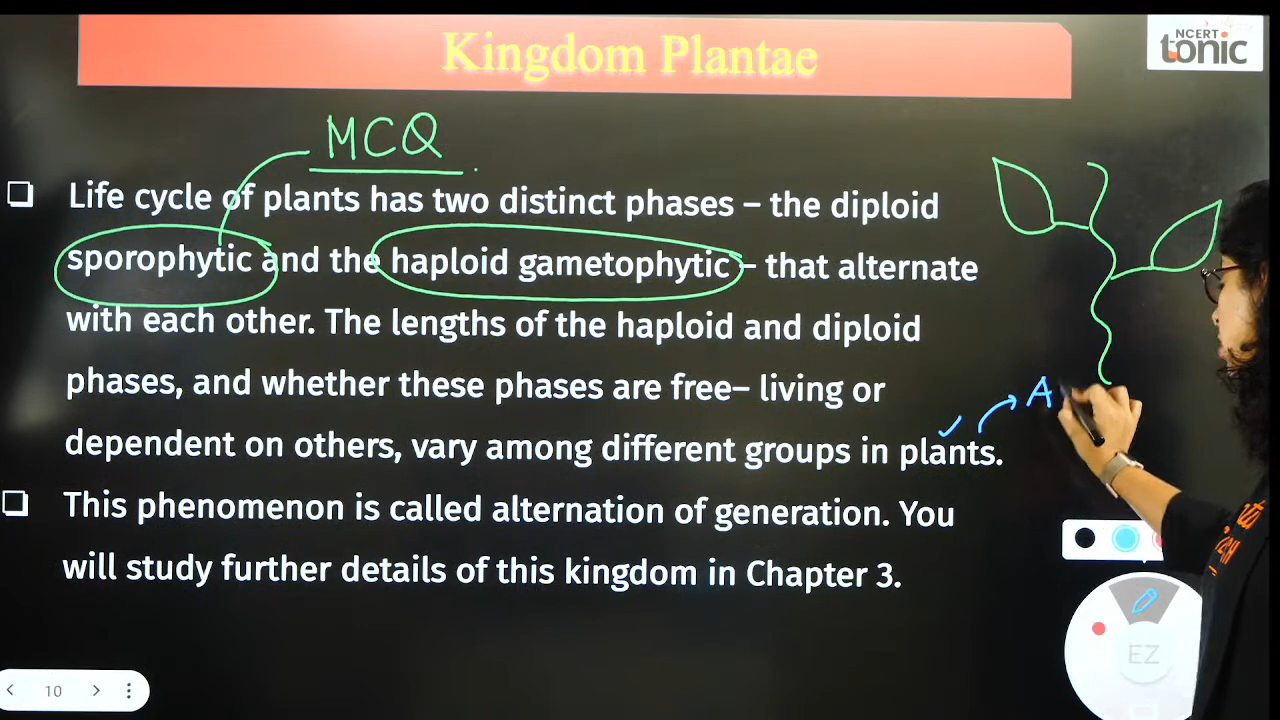 Kingdom Plantae
NCERT
tonic
MCQ
Life cycle of plants has two distinct phases – the diploid
sporophytic and the haploid gametophytic – that alternate
with each other. The lengths of the haploid and diploid
phases, and whether these phases are free– living or
dependent on others, vary among different groups in plants.
A
This phenomenon is called alternation of generation. You
will study further details of this kingdom in Chapter 3.
EZ
10